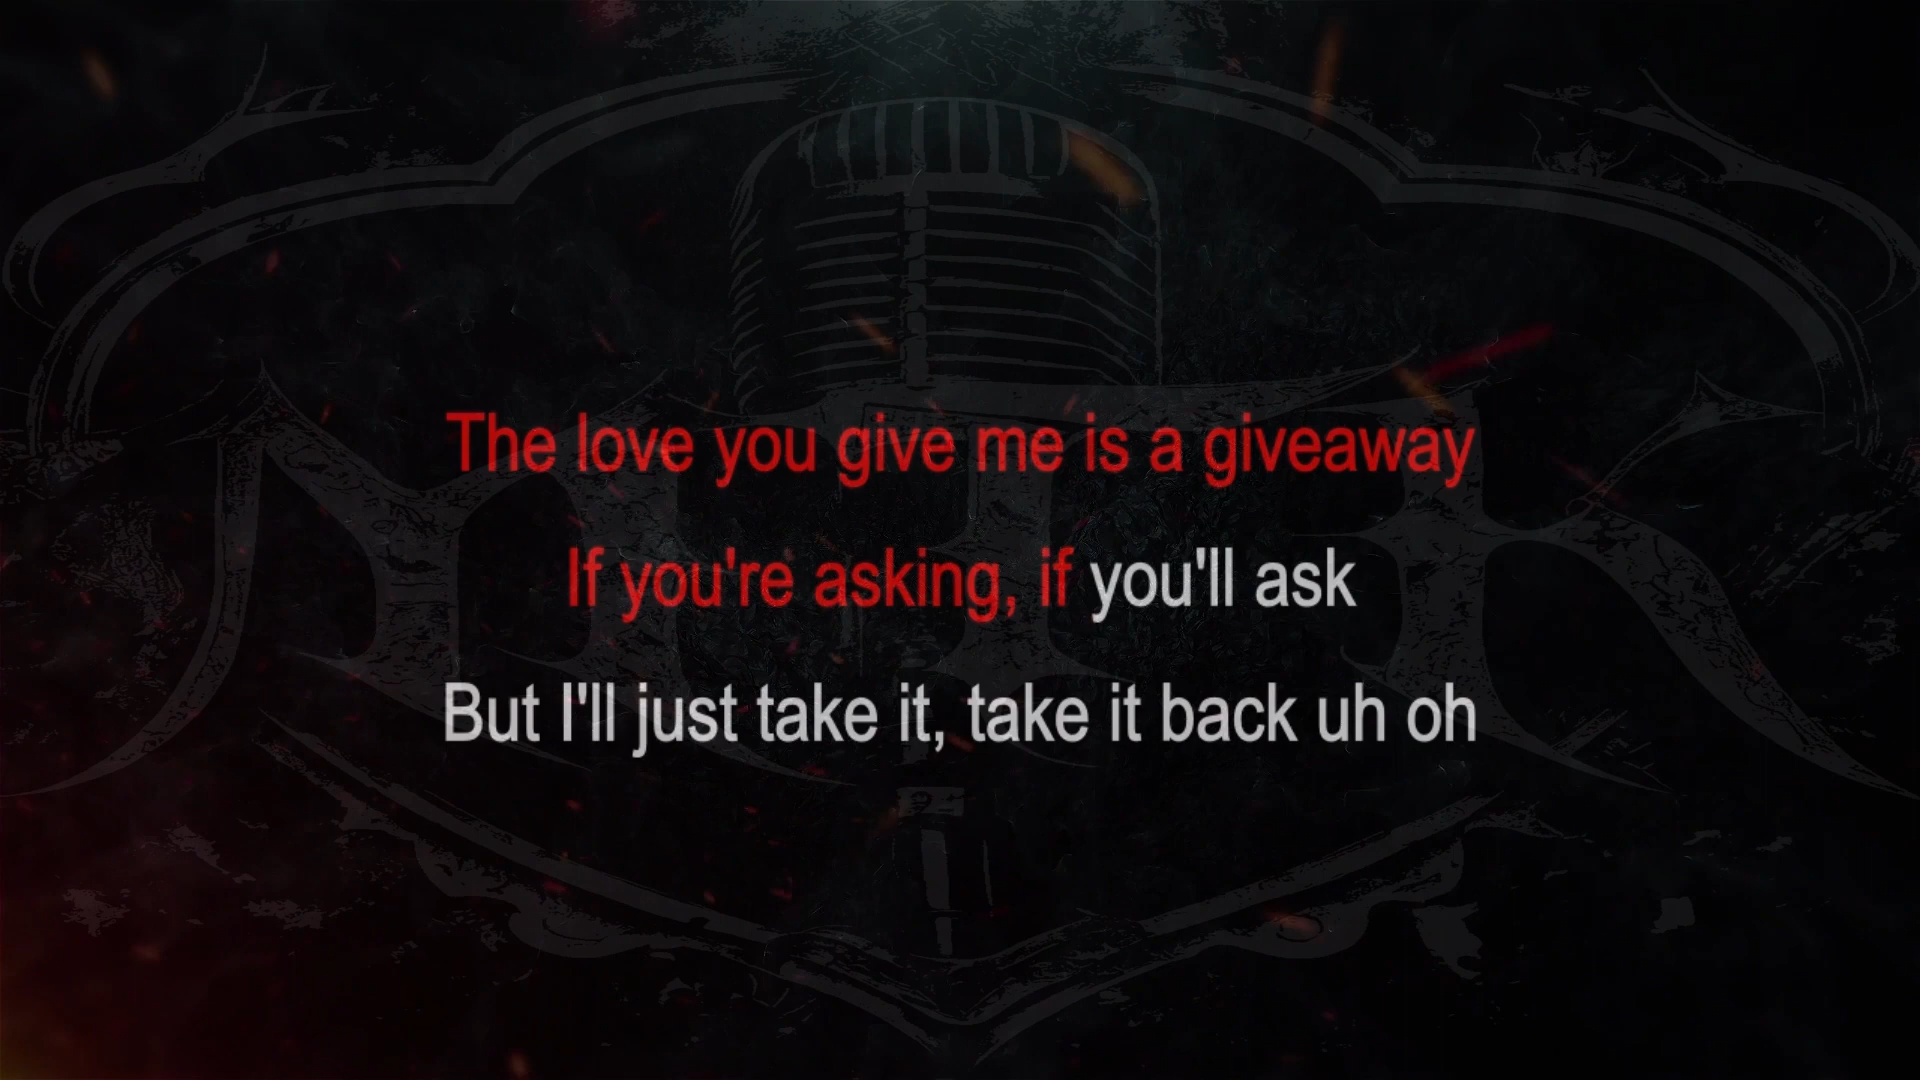 The love you give me is a giveaway
If you're asking, if you'll ask
But I'll just take it, take it back uh oh